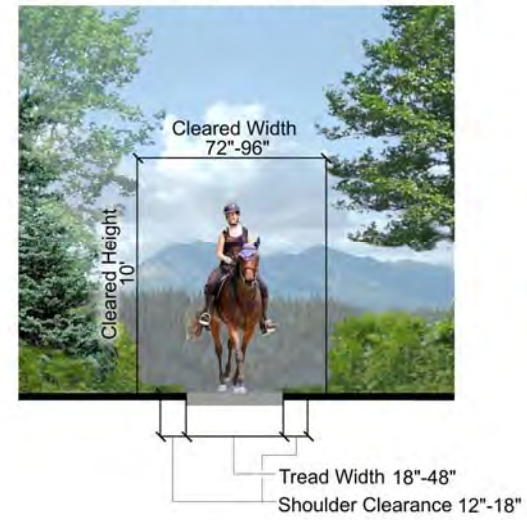 Cleared Width
72"-96"
Cleared Height
10'
Tread Width 18"-48"
Shoulder Clearance 12"-18"